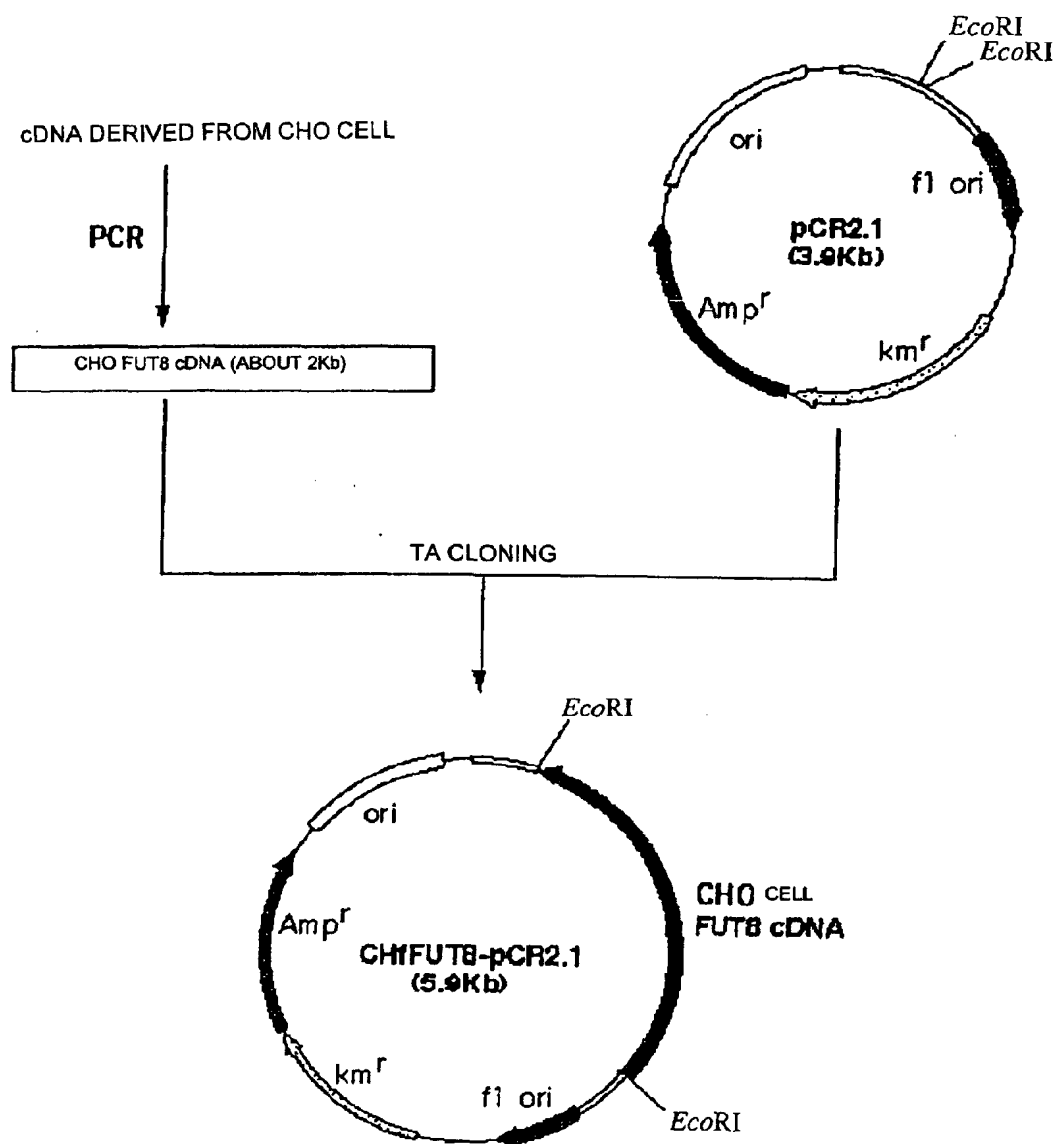 EcoRI
EcoRI
cDNA DERIVED FROM CHO CELL
ori
f1 ori
PCR
pCR2.1
(3.9Kb)
Amp^r
CHO FUT8 cDNA (ABOUT 2Kb)
km^r
TA CLONING
EcoRI
ori
CHO CELL
FUT8 cDNA
Amp^r
CHfFUT8-pCR2.1
(5.9Kb)
km^r
f1 ori
EcoRI